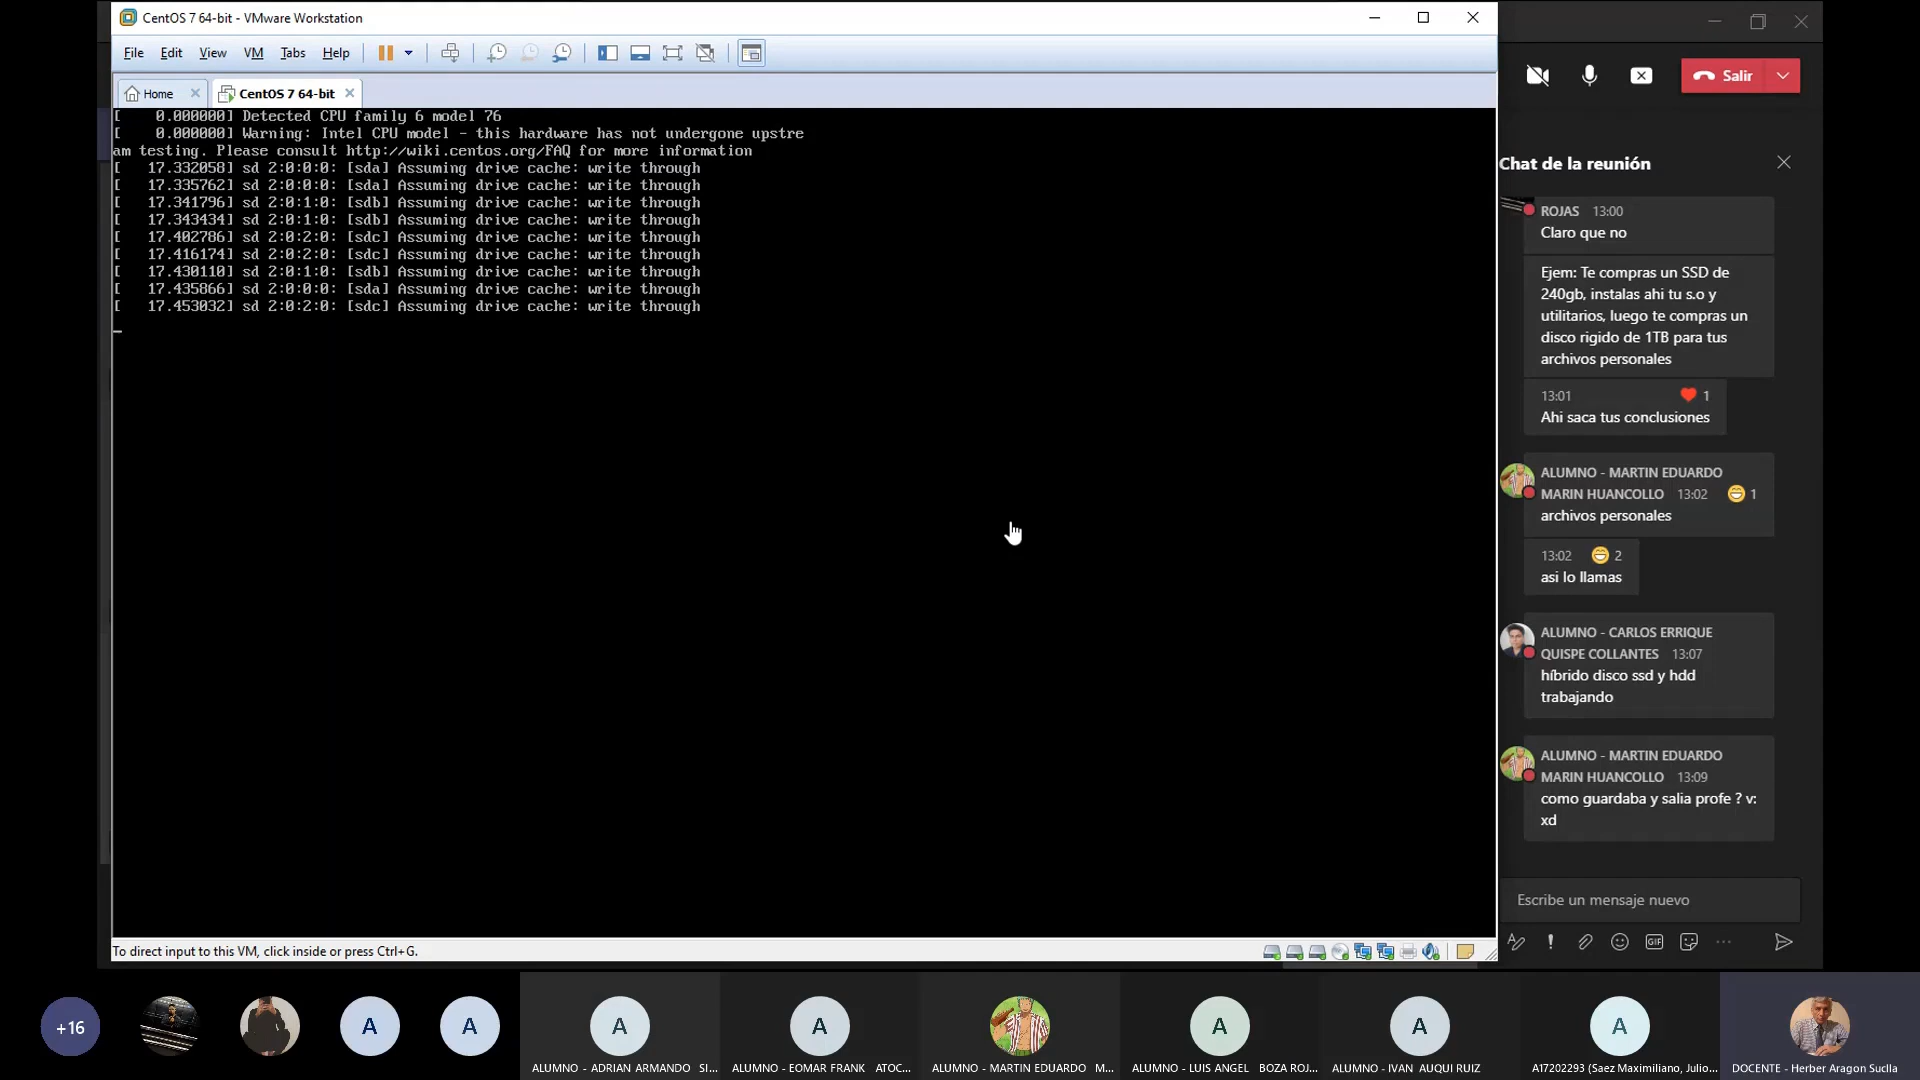 CentOS 7 64-bit - VMware Workstation
File Edit View VM Tabs Help
Home
CentOS 7 64-bit
[    0.000000] Detected CPU family 6 model 76
[    0.000000] Warning: Intel CPU model - this hardware has not undergone upstre
am testing. Please consult http://wiki.centos.org/FAQ for more information
[   17.332058] sd 2:0:0:0: [sda] Assuming drive cache: write through
[   17.335762] sd 2:0:0:0: [sda] Assuming drive cache: write through
[   17.341796] sd 2:0:1:0: [sdb] Assuming drive cache: write through
[   17.343434] sd 2:0:1:0: [sdb] Assuming drive cache: write through
[   17.402786] sd 2:0:2:0: [sdc] Assuming drive cache: write through
[   17.416174] sd 2:0:2:0: [sdc] Assuming drive cache: write through
[   17.430110] sd 2:0:1:0: [sdb] Assuming drive cache: write through
[   17.435866] sd 2:0:0:0: [sda] Assuming drive cache: write through
[   17.453032] sd 2:0:2:0: [sdc] Assuming drive cache: write through
To direct input to this VM, click inside or press Ctrl+G.
Salir
Chat de la reunión
ROJAS 13:00
Claro que no
Ejem: Te compras un SSD de
240gb, instalas ahi tu s.o y
utilitarios, luego te compras un
disco rigido de 1TB para tus
archivos personales
13:01 1
Ahi saca tus conclusiones
ALUMNO - MARTIN EDUARDO
MARIN HUANCOLLO 13:02 1
archivos personales
13:02 2
asi lo llamas
ALUMNO - CARLOS ERRIQUE
QUISPE COLLANTES 13:07
híbrido disco ssd y hdd
trabajando
ALUMNO - MARTIN EDUARDO
MARIN HUANCOLLO 13:09
como guardaba y salia profe ? v:
xd
Escribe un mensaje nuevo
GIF
+16
A
A
A
A
A
A
A
ALUMNO - ADRIAN ARMANDO SI...
ALUMNO - EOMAR FRANK ATOC...
ALUMNO - MARTIN EDUARDO M...
ALUMNO - LUIS ANGEL BOZA ROJ...
ALUMNO - IVAN AUQUI RUIZ
A17202293 (Saez Maximiliano, Julio...
DOCENTE - Herber Aragon Suclla